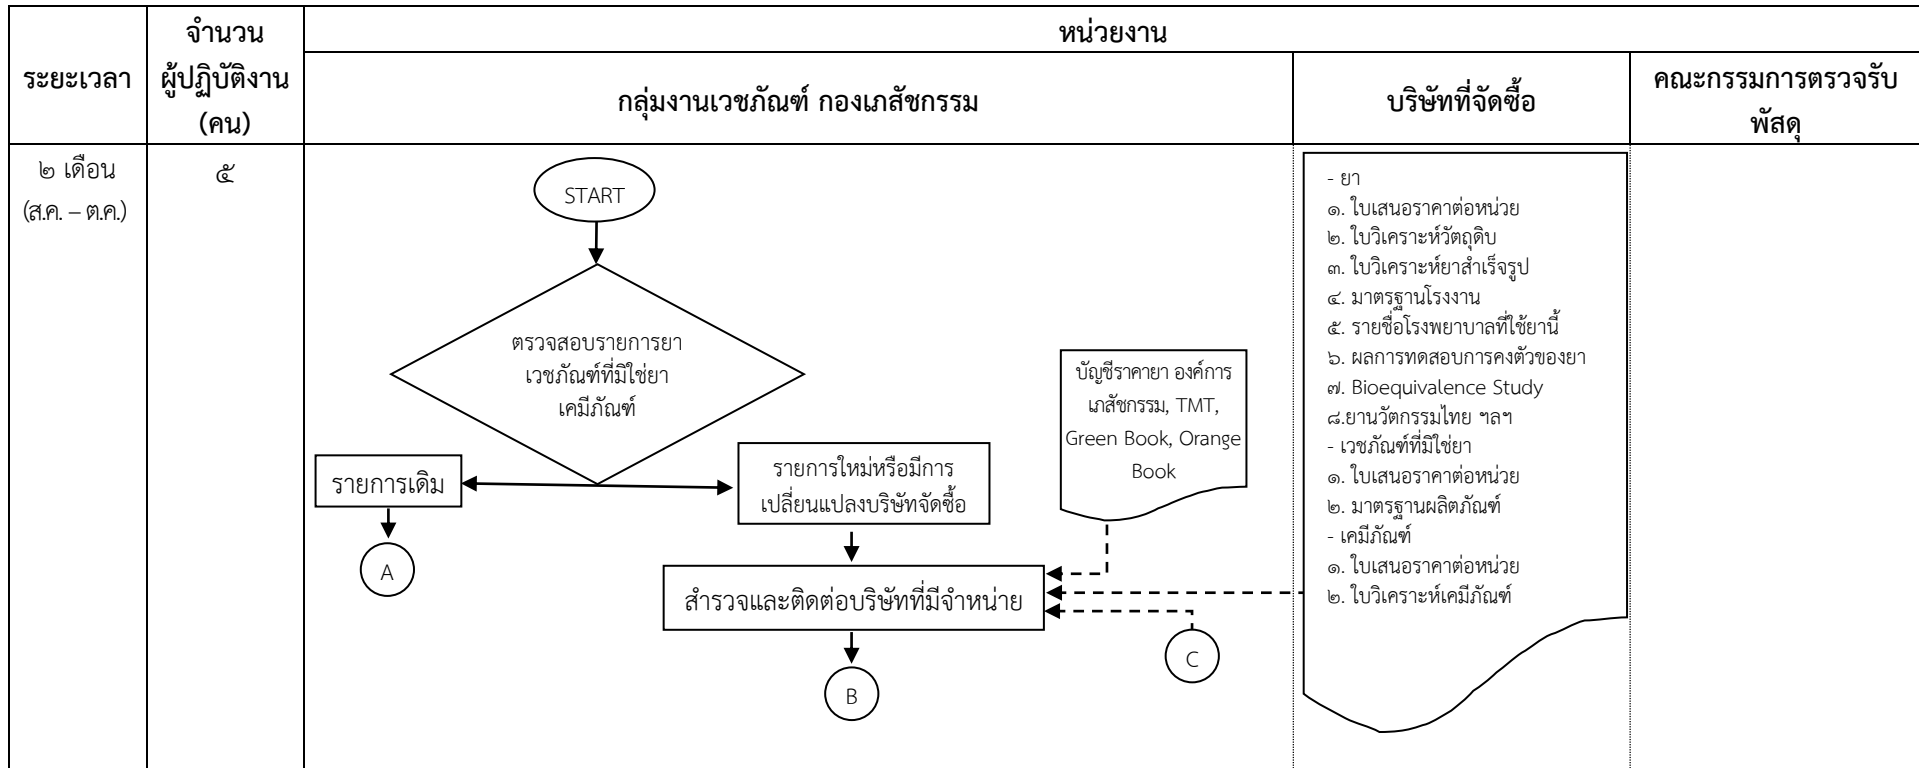 ระยะเวลา
จำนวน
ผู้ปฏิบัติงาน
(คน)
หน่วยงาน
กลุ่มงานเวชภัณฑ์ กองเภสัชกรรม
บริษัทที่จัดซื้อ
คณะกรรมการตรวจรับ
พัสดุ
๒ เดือน
(ส.ค. – ต.ค.)
๕
START
ตรวจสอบรายการยา
เวชภัณฑ์ที่มิใช่ยา
เคมีภัณฑ์
รายการเดิม
A
รายการใหม่หรือมีการ
เปลี่ยนแปลงบริษัทจัดซื้อ
บัญชีราคายา องค์การ
เภสัชกรรม, TMT,
Green Book, Orange
Book
สำรวจและติดต่อบริษัทที่มีจำหน่าย
B
C
- ยา
๑. ใบเสนอราคาต่อหน่วย
๒. ใบวิเคราะห์วัตถุดิบ
๓. ใบวิเคราะห์ยาสำเร็จรูป
๔. มาตรฐานโรงงาน
๕. รายชื่อโรงพยาบาลที่ใช้ยานี้
๖. ผลการทดสอบการคงตัวของยา
๗. Bioequivalence Study
๘.ยานวัตกรรมไทย ฯลฯ
- เวชภัณฑ์ที่มิใช่ยา
๑. ใบเสนอราคาต่อหน่วย
๒. มาตรฐานผลิตภัณฑ์
- เคมีภัณฑ์
๑. ใบเสนอราคาต่อหน่วย
๒. ใบวิเคราะห์เคมีภัณฑ์